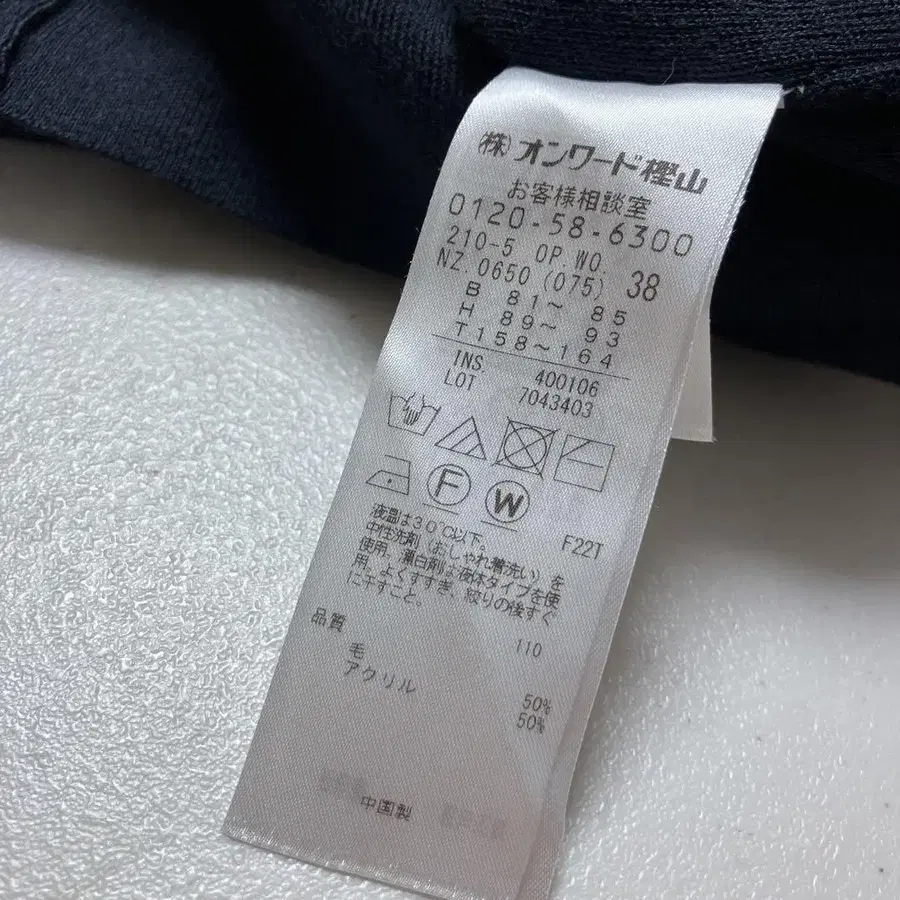 (株)オンワード樫山
お客様相談室
0120-58-6300
210-5 OP.WO. 38
NZ.0650(075)
B 81〜 85
H 89〜 93
T158〜164
INS 400106
LOT 7043403
F W
F22T
液温は30℃以下。
中性洗剤（おしゃれ着洗い）を
使用、漂白剤は液体タイプを使
用、よくすすぎ、絞りの後すぐ
に干すこと。
110
品質
毛 50%
アクリル 50%
中国製